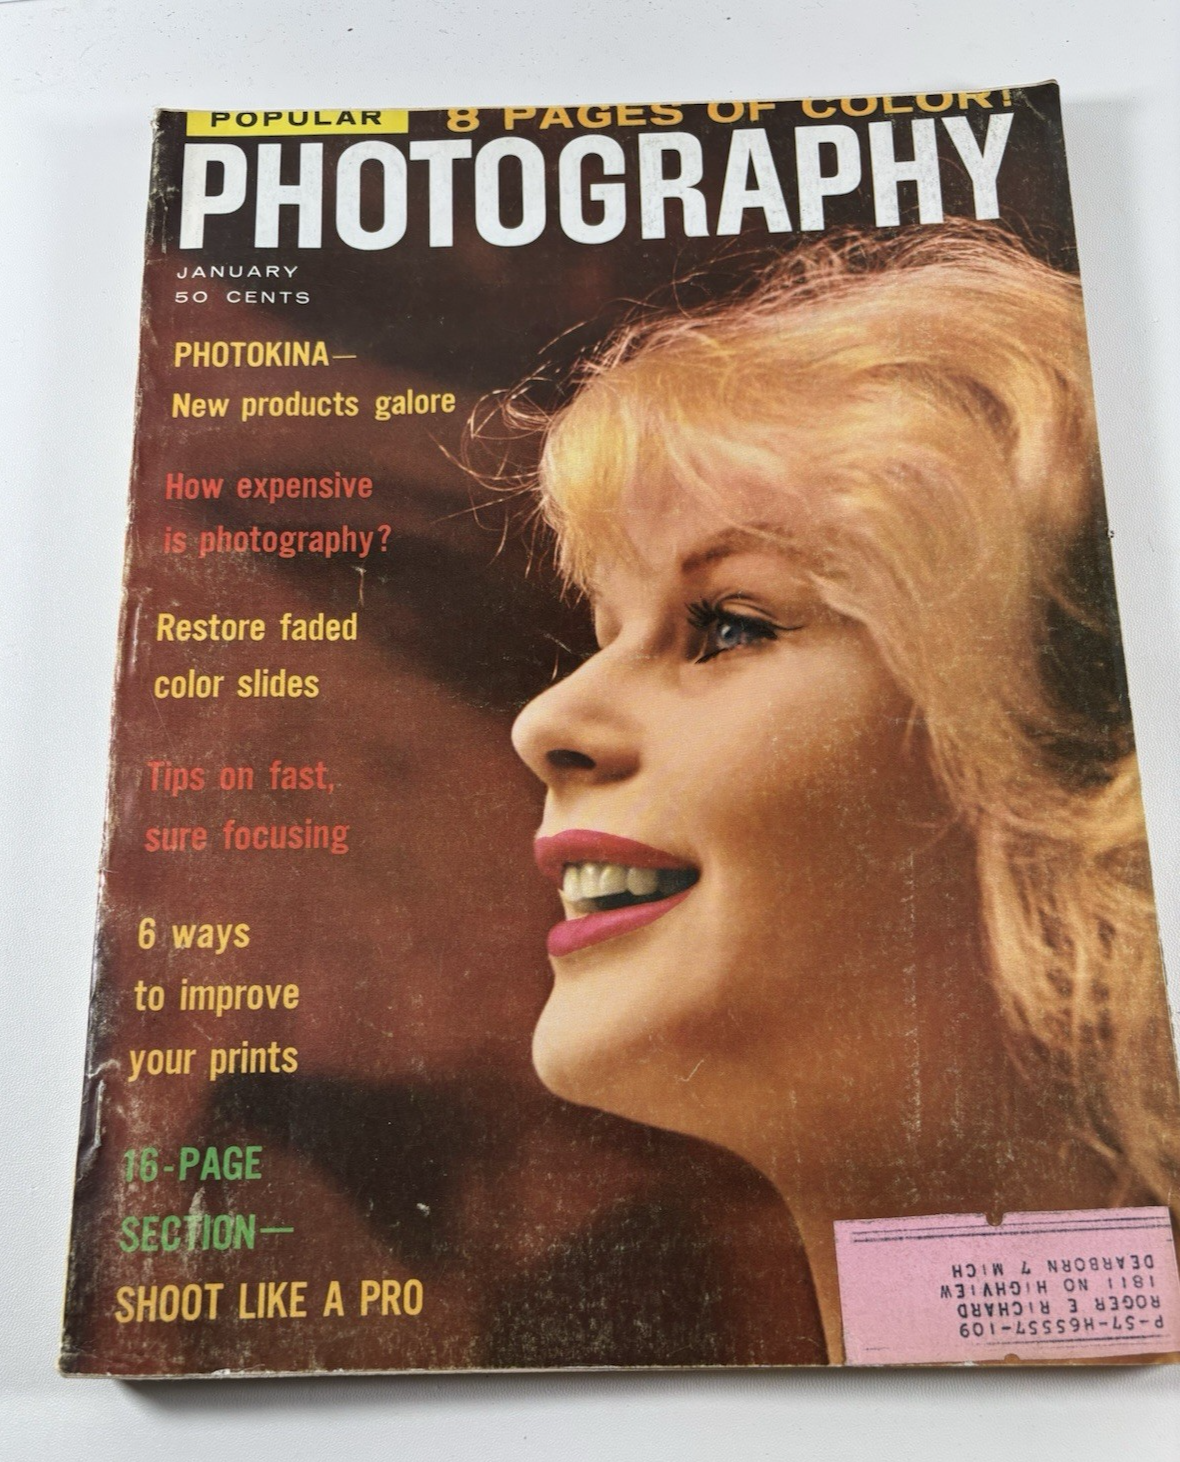 POPULAR
8 PAGES OF COLOR!
PHOTOGRAPHY
JANUARY
50 CENTS
PHOTOKINA—
New products galore
How expensive
is photography?
Restore faded
color slides
Tips on fast,
sure focusing
6 ways
to improve
your prints
16-PAGE
SECTION—
SHOOT LIKE A PRO
P-57-H65557-109
ROGER E RICHARD
1811 NO HIGHVIEW
DEARBORN 7 MICH